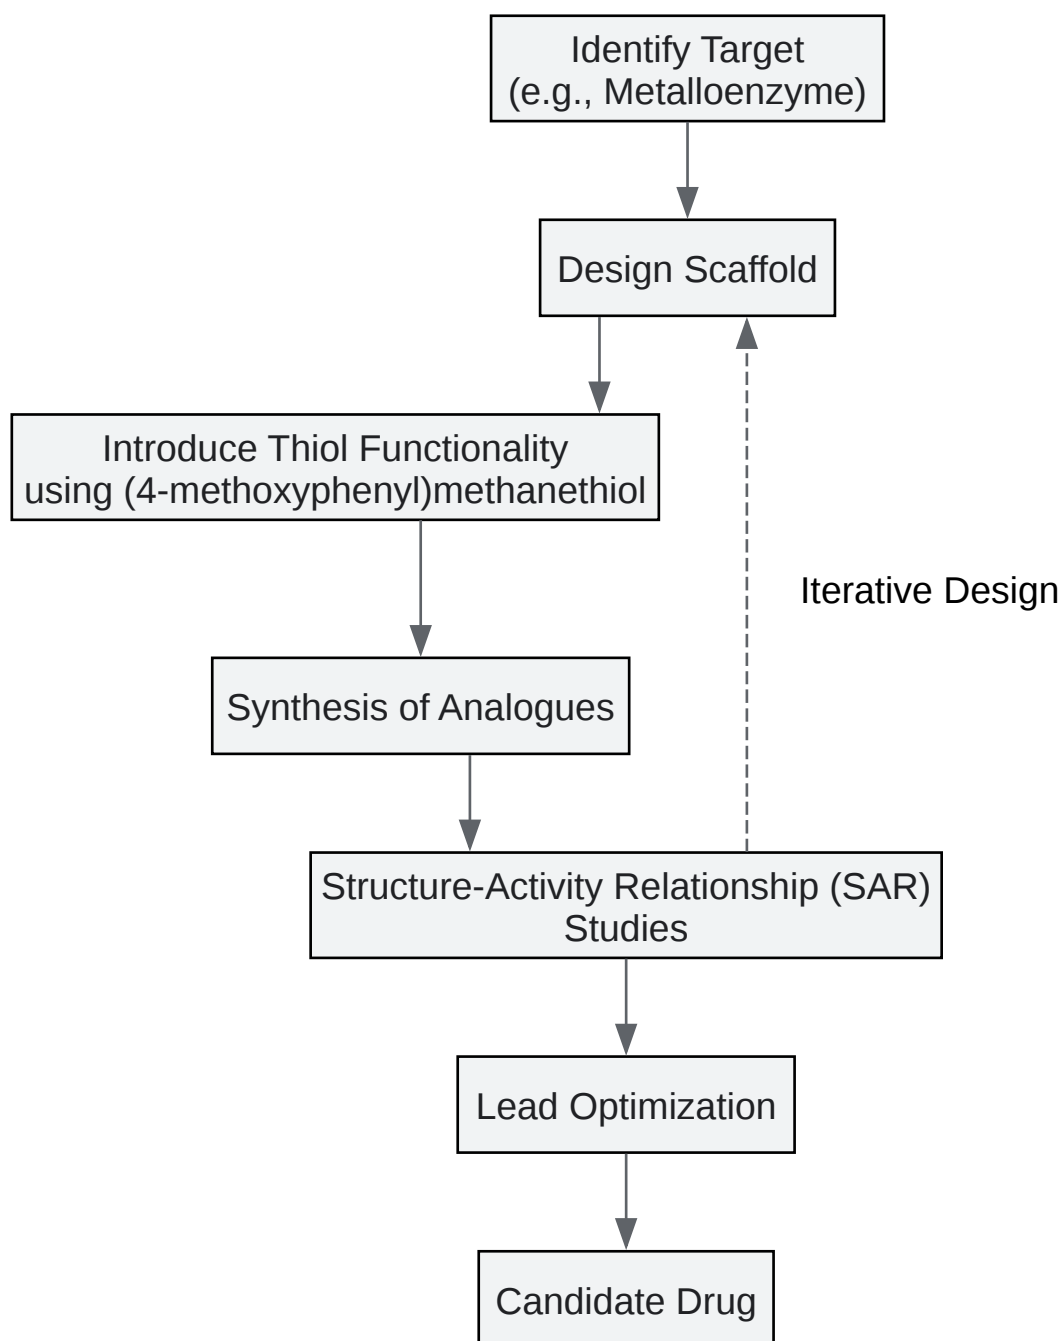 Identify Target
(e.g., Metalloenzyme)
Design Scaffold
Introduce Thiol Functionality
using (4-methoxyphenyl)methanethiol
Iterative Design
Synthesis of Analogues
Structure-Activity Relationship (SAR)
Studies
Lead Optimization
Candidate Drug